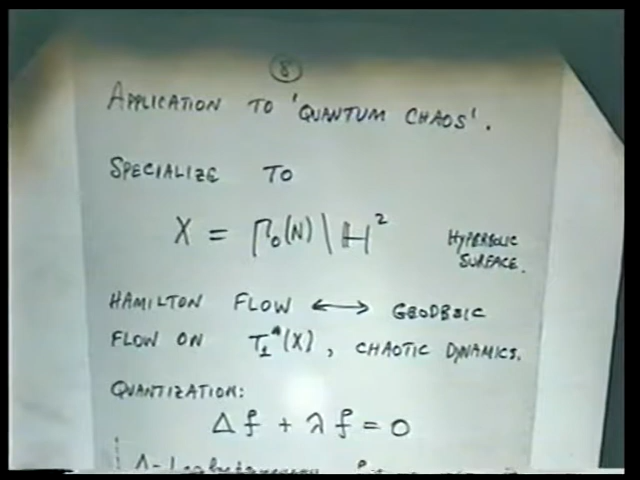 8
APPLICATION TO 'QUANTUM CHAOS'.
SPECIALIZE TO
X = Γ₀(N) \ ℍ² HYPERBOLIC
SURFACE.
HAMILTON FLOW ⟷ GEODESIC
FLOW ON T₁*(X), CHAOTIC DYNAMICS.
QUANTIZATION:
Δf + λf = 0